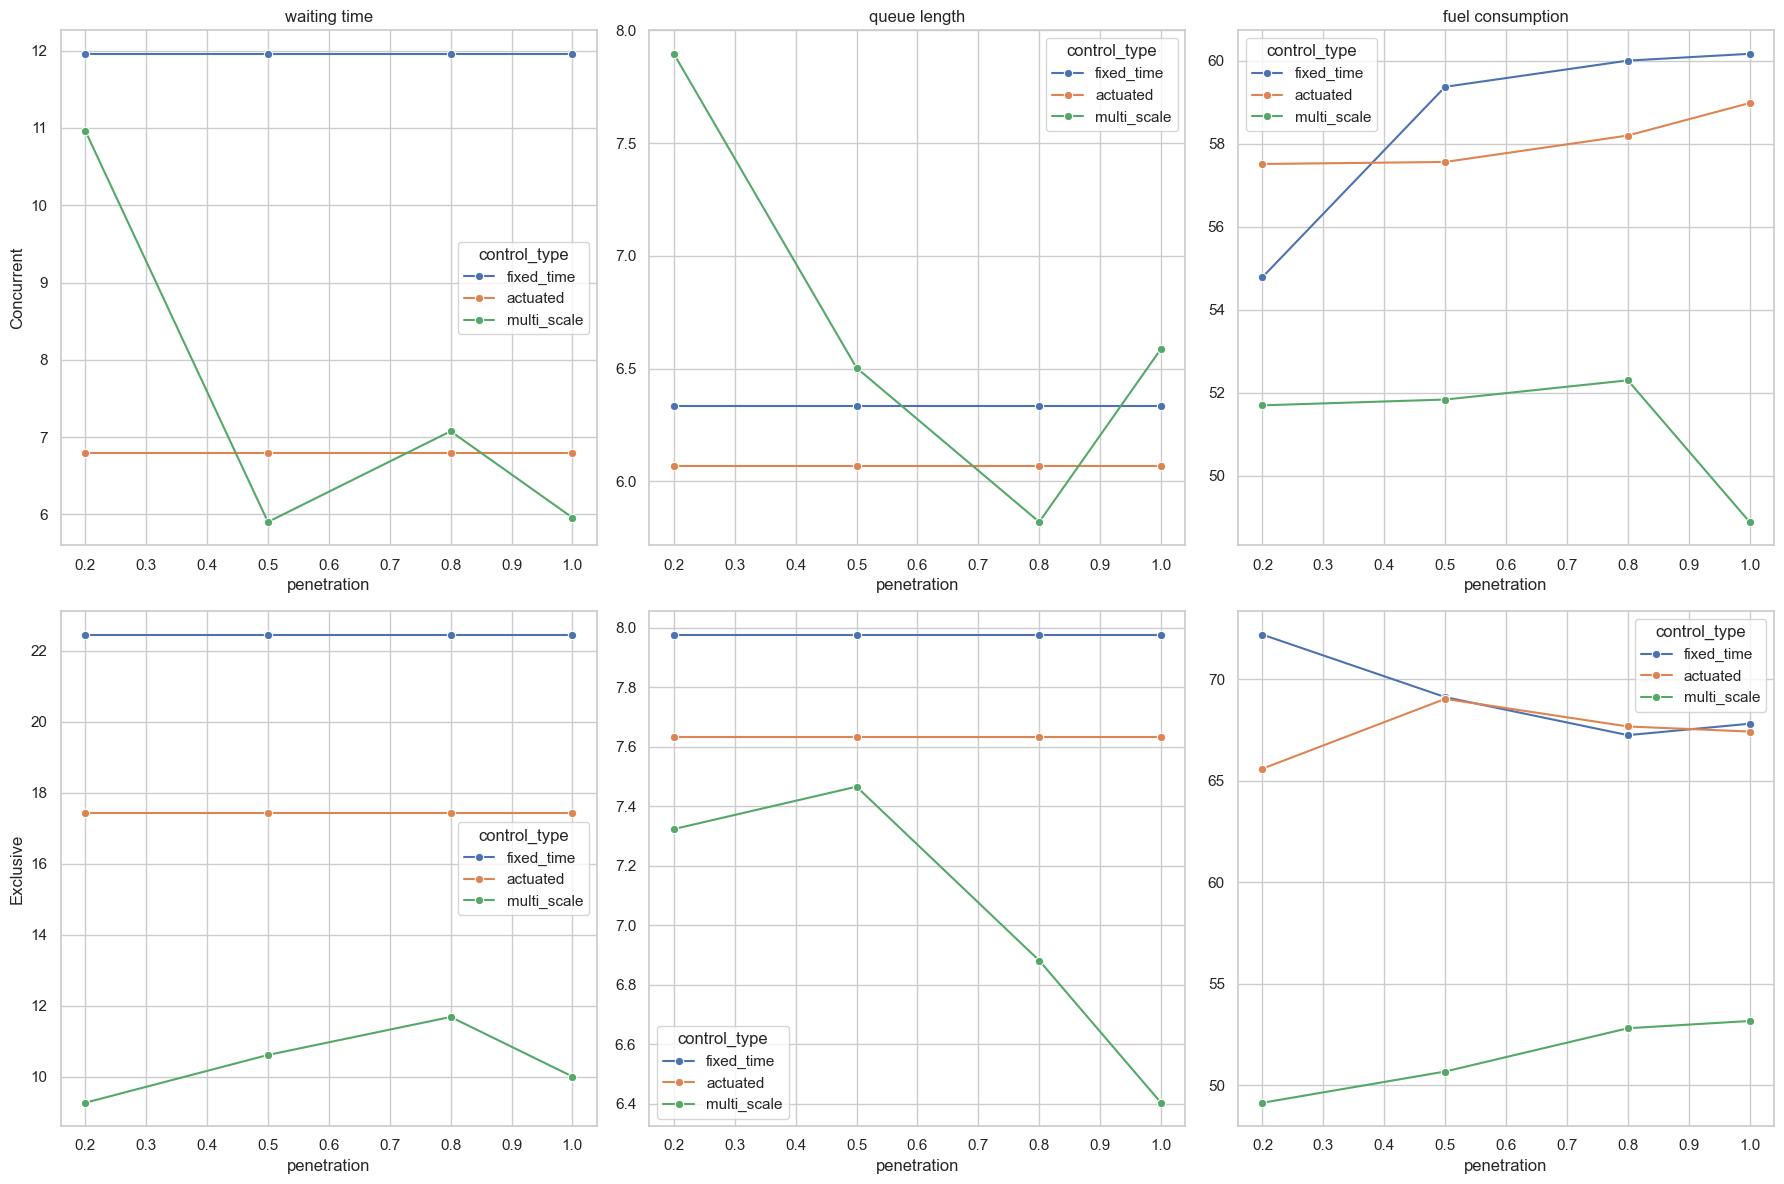 waiting time
12
11
10
9
8
7
6
Concurrent
control_type
fixed_time
actuated
multi_scale
0.2 0.3 0.4 0.5 0.6 0.7 0.8 0.9 1.0
penetration
queue length
8.0
7.5
7.0
6.5
6.0
control_type
fixed_time
actuated
multi_scale
0.2 0.3 0.4 0.5 0.6 0.7 0.8 0.9 1.0
penetration
fuel consumption
60
58
56
54
52
50
control_type
fixed_time
actuated
multi_scale
0.2 0.3 0.4 0.5 0.6 0.7 0.8 0.9 1.0
penetration
22
20
18
16
14
12
10
Exclusive
control_type
fixed_time
actuated
multi_scale
0.2 0.3 0.4 0.5 0.6 0.7 0.8 0.9 1.0
penetration
8.0
7.8
7.6
7.4
7.2
7.0
6.8
6.6
6.4
control_type
fixed_time
actuated
multi_scale
0.2 0.3 0.4 0.5 0.6 0.7 0.8 0.9 1.0
penetration
70
65
60
55
50
control_type
fixed_time
actuated
multi_scale
0.2 0.3 0.4 0.5 0.6 0.7 0.8 0.9 1.0
penetration